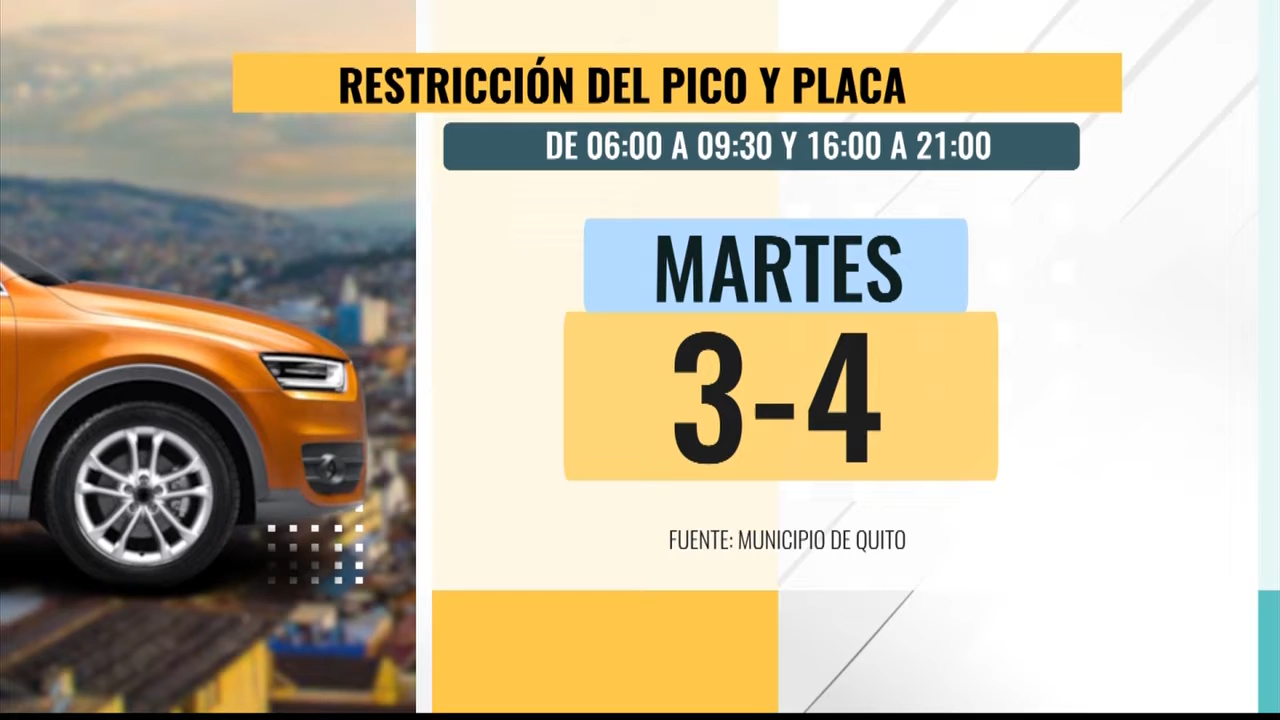 RESTRICCIÓN DEL PICO Y PLACA
DE 06:00 A 09:30 Y 16:00 A 21:00
MARTES
3-4
FUENTE: MUNICIPIO DE QUITO